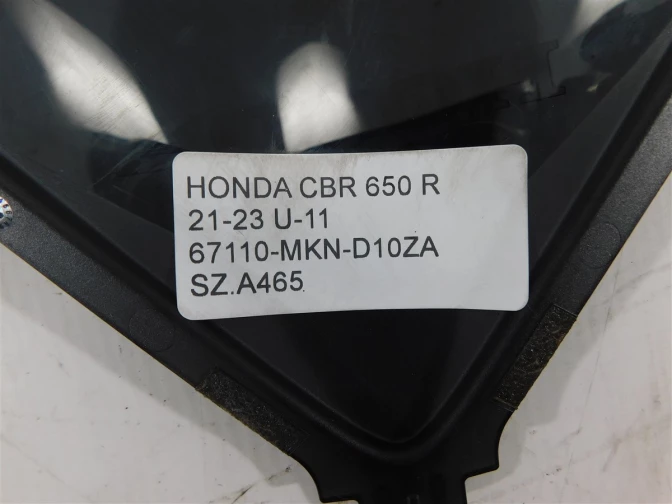 HONDA CBR 650 R
21-23 U-11
67110-MKN-D10ZA
SZ.A465